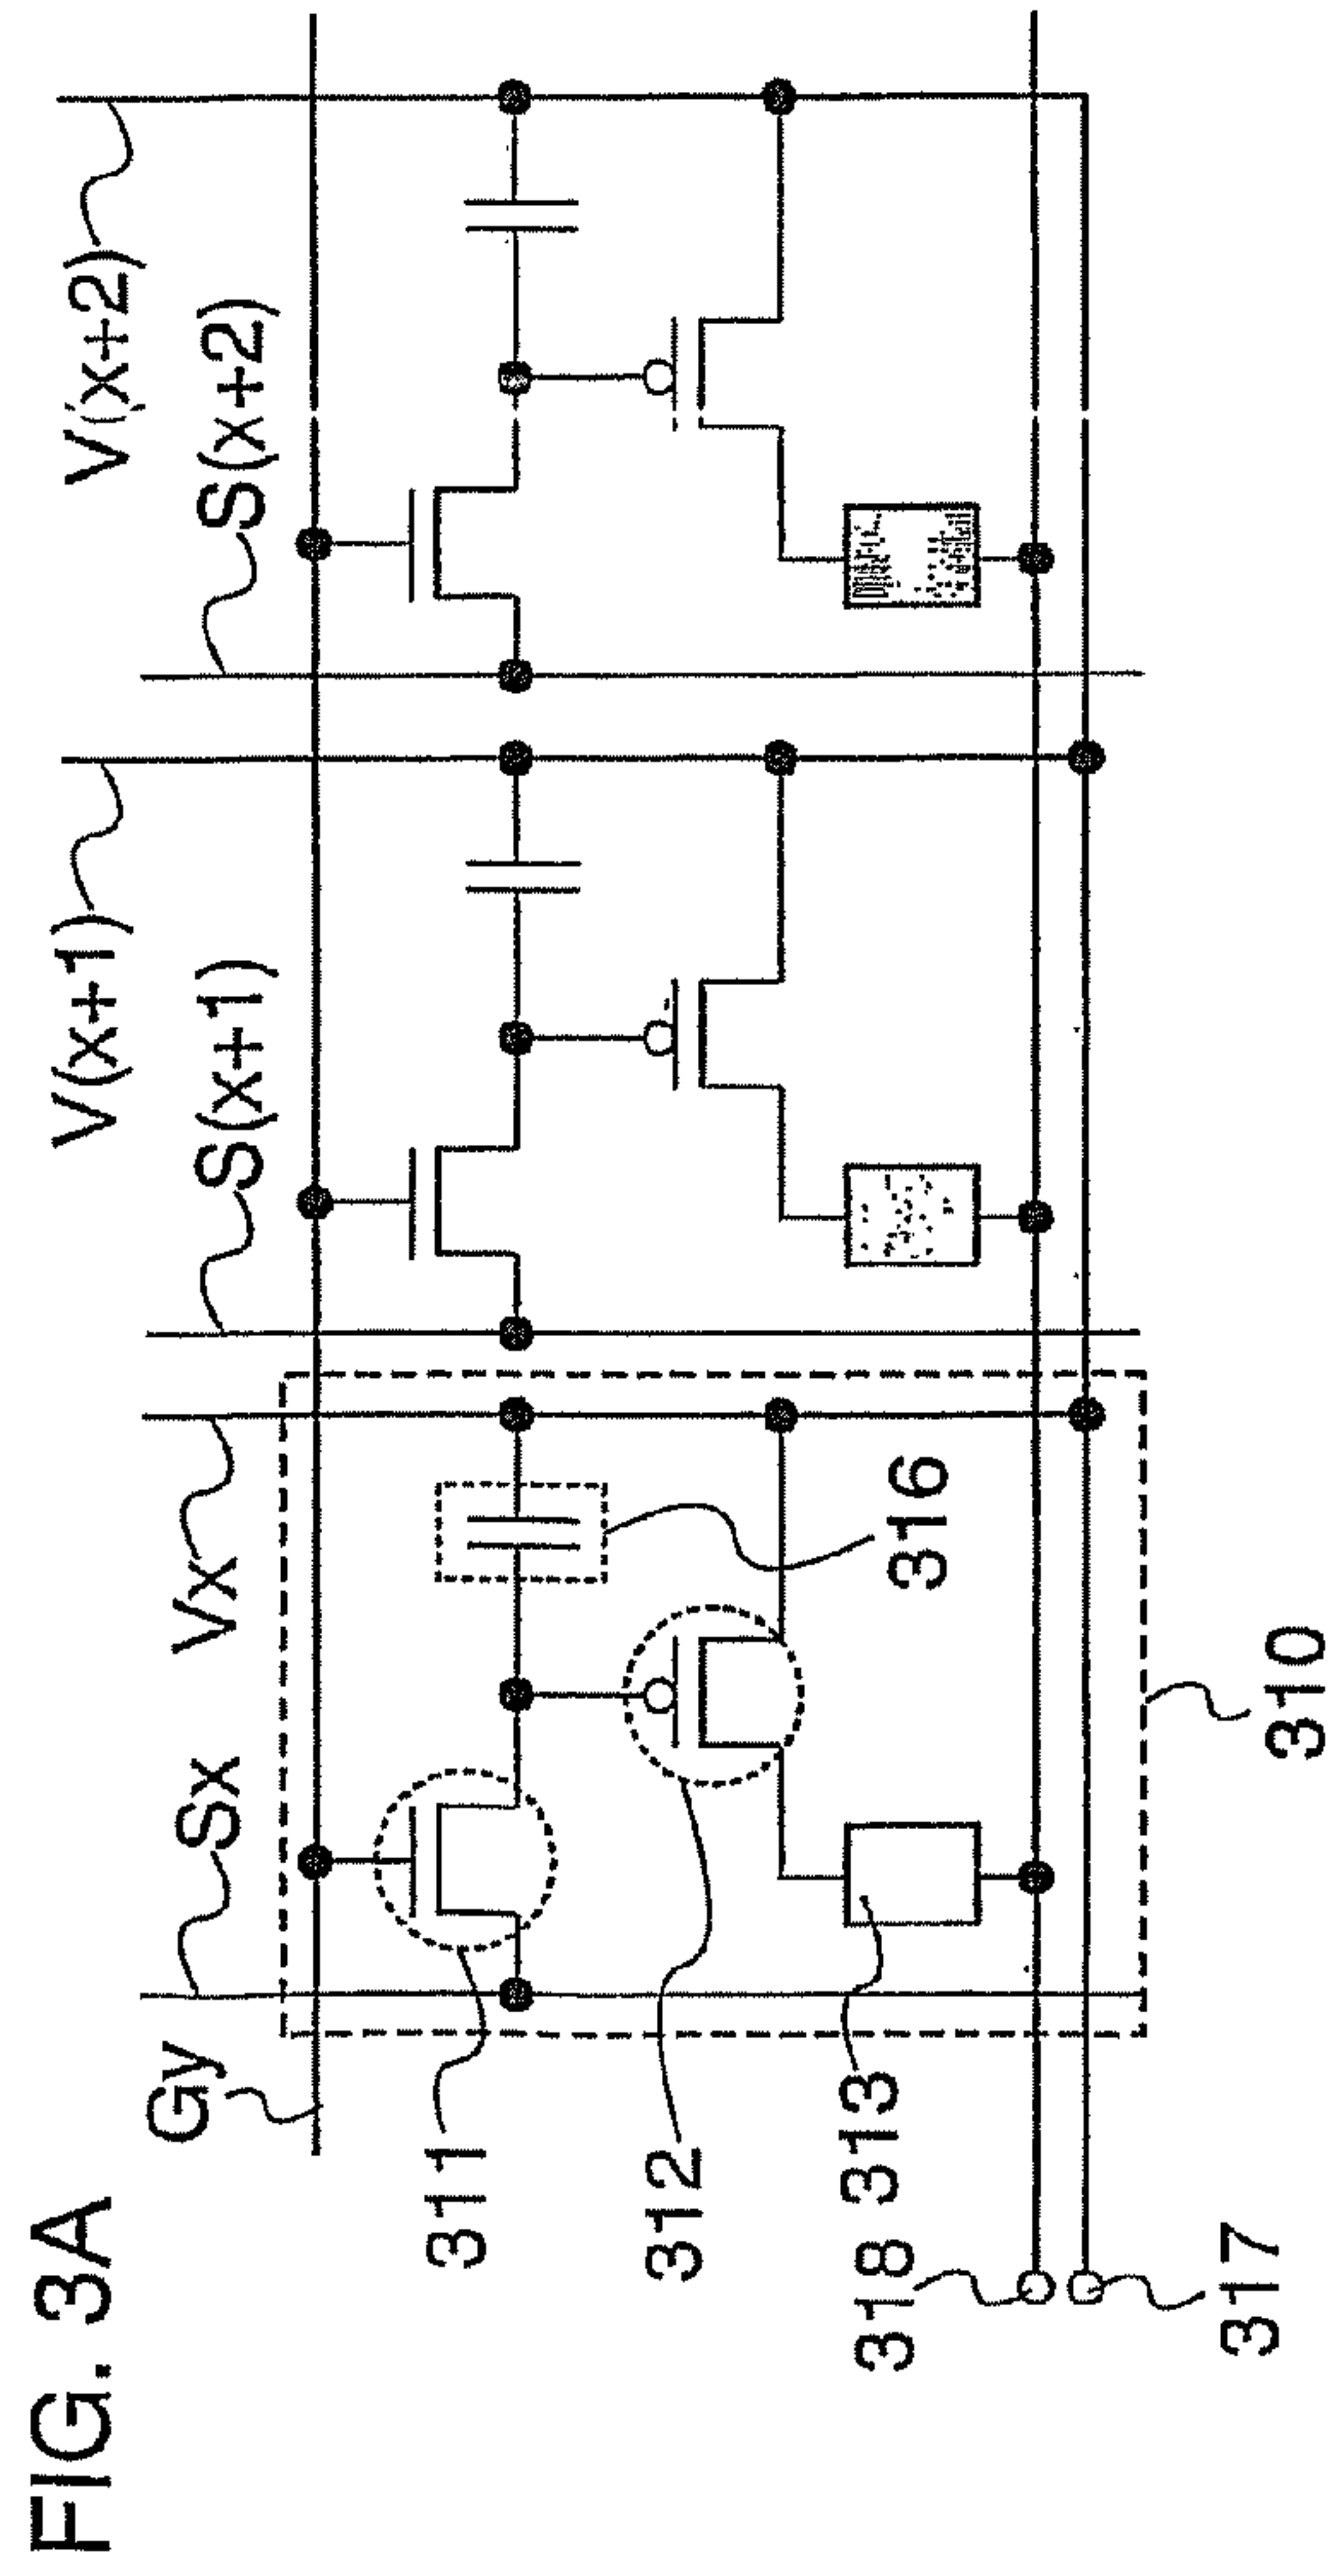 FIG. 3A
Gy
Sx
Vx
S(x+1)
V(x+1)
S(x+2)
V(x+2)
311
312
313
316
318
317
310